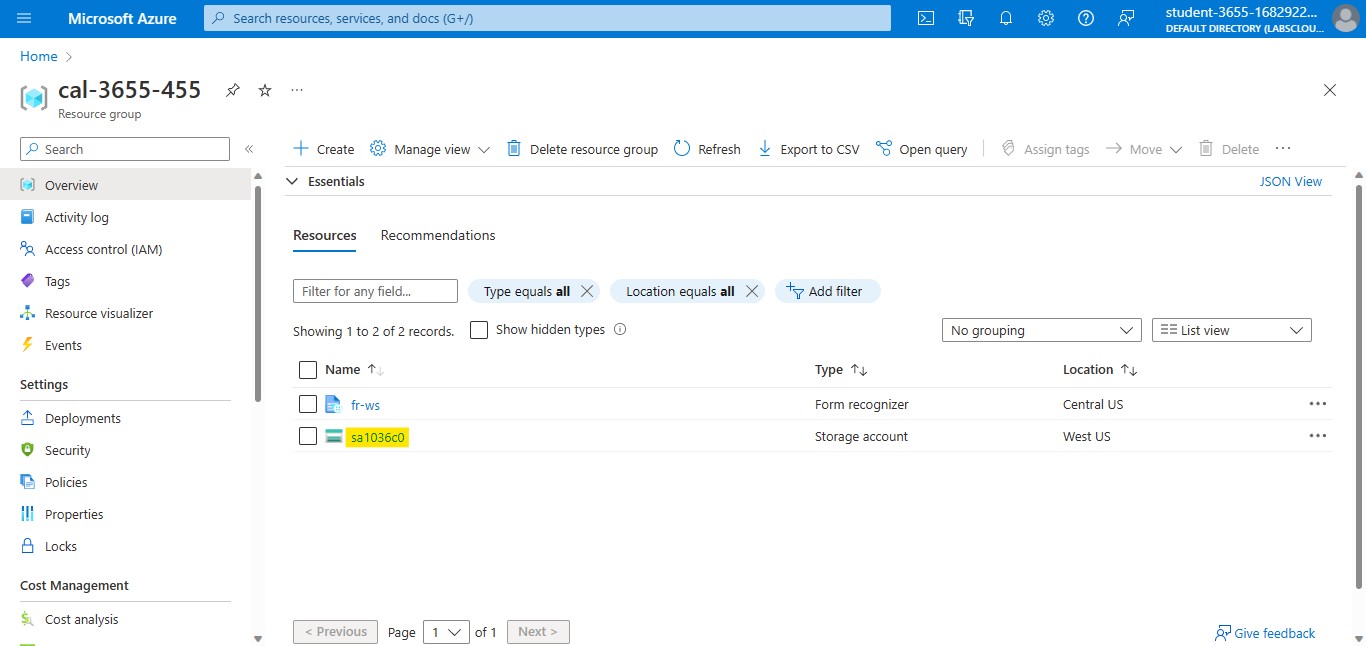 Microsoft Azure
Search resources, services, and docs (G+/)
student-3655-1682922...
DEFAULT DIRECTORY (LABSCLOU...
Home >
cal-3655-455
...
Resource group
Search
«
Create
Manage view
Delete resource group
Refresh
Export to CSV
Open query
Assign tags
Move
Delete
...
Overview
Activity log
Access control (IAM)
Tags
Resource visualizer
Events
Settings
Deployments
Security
Policies
Properties
Locks
Cost Management
Cost analysis
Essentials
JSON View
Resources
Recommendations
Filter for any field...
Type equals all
Location equals all
Add filter
Showing 1 to 2 of 2 records.
Show hidden types
No grouping
List view
Name
Type
Location
fr-ws
Form recognizer
Central US
...
sa1036c0
Storage account
West US
...
< Previous
Page
1
of 1
Next >
Give feedback